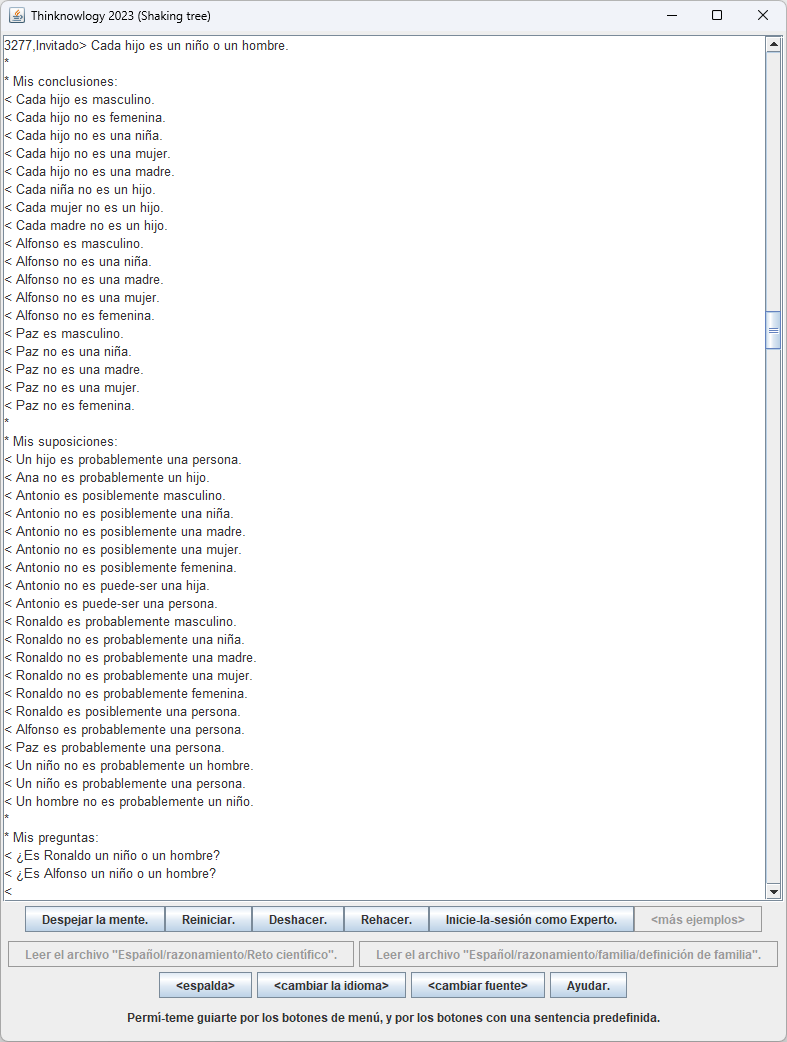 Thinknowlogy 2023 (Shaking tree)
3277,Invitado> Cada hijo es un niño o un hombre.
*
* Mis conclusiones:
< Cada hijo es masculino.
< Cada hijo no es femenina.
< Cada hijo no es una niña.
< Cada hijo no es una mujer.
< Cada hijo no es una madre.
< Cada niña no es un hijo.
< Cada mujer no es un hijo.
< Cada madre no es un hijo.
< Alfonso es masculino.
< Alfonso no es una niña.
< Alfonso no es una madre.
< Alfonso no es una mujer.
< Alfonso no es femenina.
< Paz es masculino.
< Paz no es una niña.
< Paz no es una madre.
< Paz no es una mujer.
< Paz no es femenina.
*
* Mis suposiciones:
< Un hijo es probablemente una persona.
< Ana no es probablemente un hijo.
< Antonio es posiblemente masculino.
< Antonio no es posiblemente una niña.
< Antonio no es posiblemente una madre.
< Antonio no es posiblemente una mujer.
< Antonio no es posiblemente femenina.
< Antonio no es puede-ser una hija.
< Antonio es puede-ser una persona.
< Ronaldo es probablemente masculino.
< Ronaldo no es probablemente una niña.
< Ronaldo no es probablemente una madre.
< Ronaldo no es probablemente una mujer.
< Ronaldo no es probablemente femenina.
< Ronaldo es posiblemente una persona.
< Alfonso es probablemente una persona.
< Paz es probablemente una persona.
< Un niño no es probablemente un hombre.
< Un niño es probablemente una persona.
< Un hombre no es probablemente un niño.
*
* Mis preguntas:
< ¿Es Ronaldo un niño o un hombre?
< ¿Es Alfonso un niño o un hombre?
<
Despejar la mente. Reiniciar. Deshacer. Rehacer. Inicie-la-sesión como Experto. <más ejemplos>
Leer el archivo "Español/razonamiento/Reto científico". Leer el archivo "Español/razonamiento/familia/definición de familia".
<espalda> <cambiar la idioma> <cambiar fuente> Ayudar.
Permí-teme guiarte por los botones de menú, y por los botones con una sentencia predefinida.